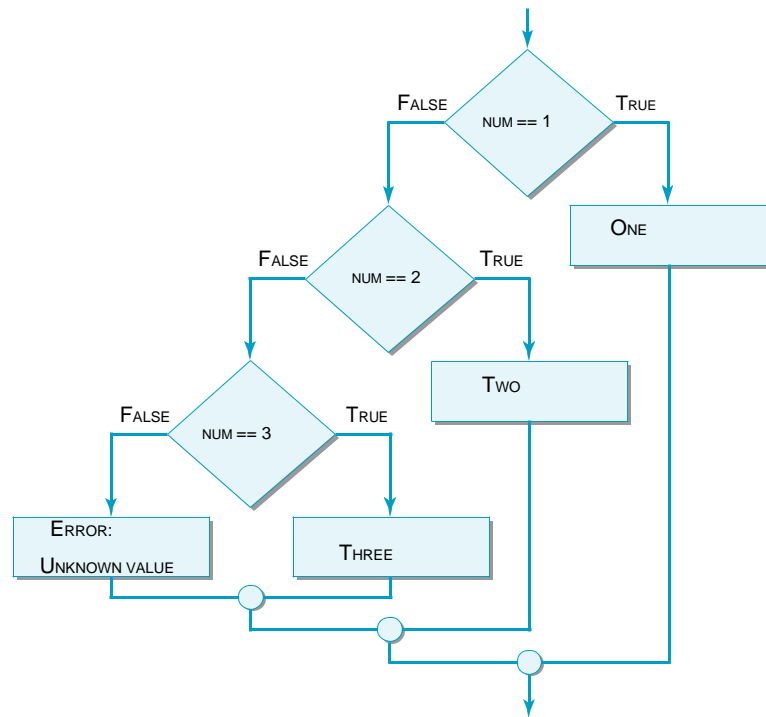 FALSE
TRUE
NUM == 1
ONE
FALSE
TRUE
NUM == 2
TWO
FALSE
TRUE
NUM == 3
ERROR:
UNKNOWN VALUE
THREE